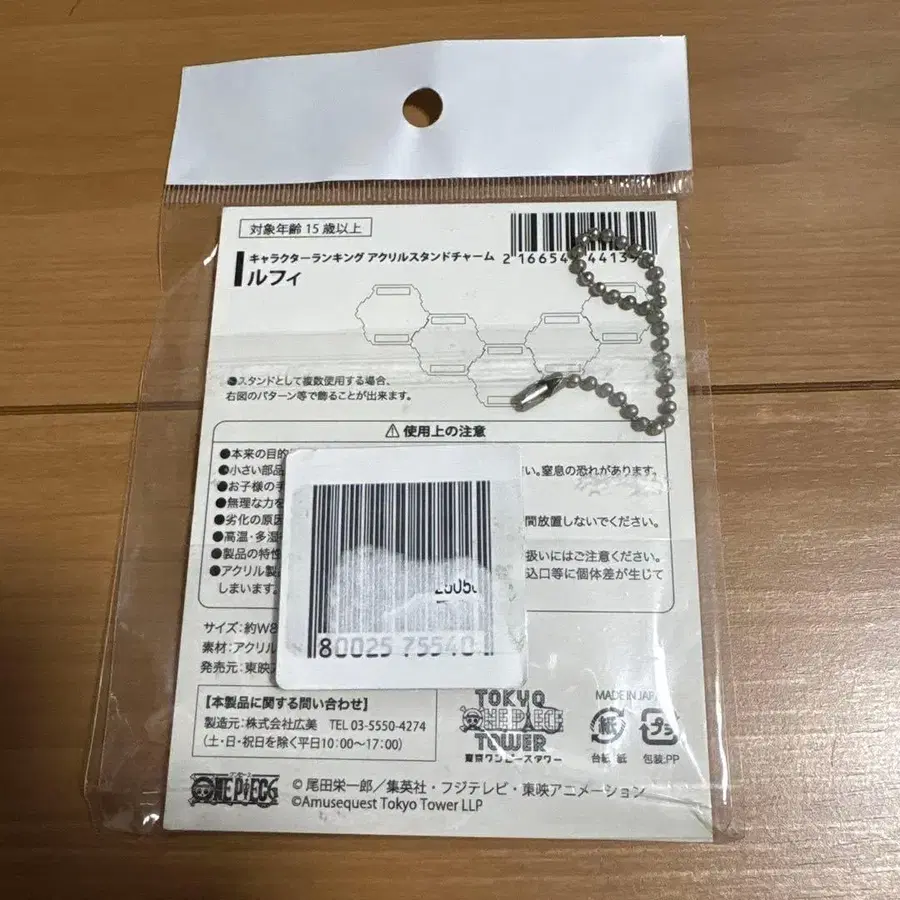 対象年齢 15 歳以上
キャラクターランキング アクリルスタンドチャーム
ルフィ
●スタンドとして複数使用する場合、
右図のパターン等で飾ることが出来ます。
⚠使用上の注意
●本来の目的
●小さい部品 い。窒息の恐れがあります。
●お子様の手
●無理な力を
●劣化の原因 間放置しないでください。
●高温・多湿
●製品の特性 扱いにはご注意ください。
●アクリル製品 込口等に個体差が生じて
しまいます。
80025 75540
サイズ:約W8
素材:アクリル
発売元:東映
【本製品に関する問い合わせ】
製造元:株式会社広美 TEL 03-5550-4274
(土・日・祝日を除く平日10:00~17:00)
TOKYO
ONE PIECE
TOWER
東京ワンピースタワー
MADE IN JAPA
紙 プラ
台紙:紙 包装:PP
ONE PIECE
©尾田栄一郎/集英社・フジテレビ・東映アニメーション
©Amusequest Tokyo Tower LLP